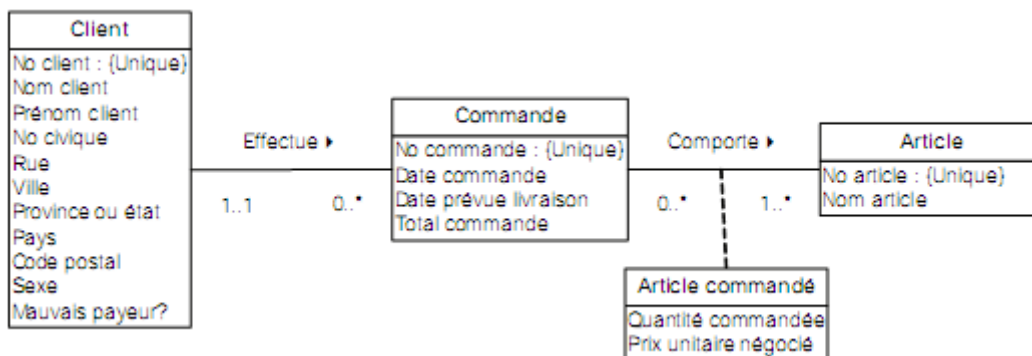 Client
No client : {Unique}
Nom client
Prénom client
No civique
Rue
Ville
Province ou état
Pays
Code postal
Sexe
Mauvais payeur?
Effectue ▸
1..1
0..*
Commande
No commande : {Unique}
Date commande
Date prévue livraison
Total commande
Comporte ▸
0..*
1..*
Article
No article : {Unique}
Nom article
Article commandé
Quantité commandée
Prix unitaire négocié